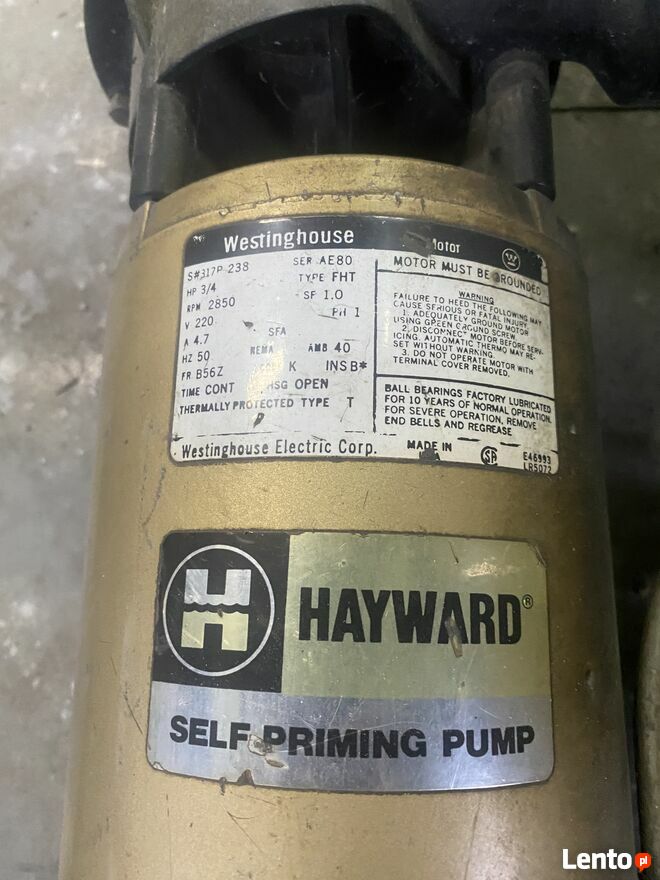 Westinghouse Motor
S#317P 238 SER AE80
HP 3/4 TYPE FHT
RPM 2850 SF 1.0
V 220 PH 1
A 4.7 SFA
HZ 50 NEMA AMB 40
FR B56Z K INS B*
TIME CONT HSG OPEN
THERMALLY PROTECTED TYPE T
Westinghouse Electric Corp.
W
MOTOR MUST BE GROUNDED
WARNING
FAILURE TO HEED THE FOLLOWING MAY
CAUSE SERIOUS OR FATAL INJURY
1. ADEQUATELY GROUND MOTOR
USING GREEN GROUND SCREW.
2. DISCONNECT MOTOR BEFORE SERV-
ICING. AUTOMATIC THERMO MAY RE-
SET WITHOUT WARNING.
3. DO NOT OPERATE MOTOR WITH
TERMINAL COVER REMOVED.
BALL BEARINGS FACTORY LUBRICATED
FOR 10 YEARS OF NORMAL OPERATION.
FOR SEVERE OPERATION, REMOVE
END BELLS AND REGREASE
MADE IN
SA
E46993
LR5072
H HAYWARD®
SELF PRIMING PUMP
Lento.pl